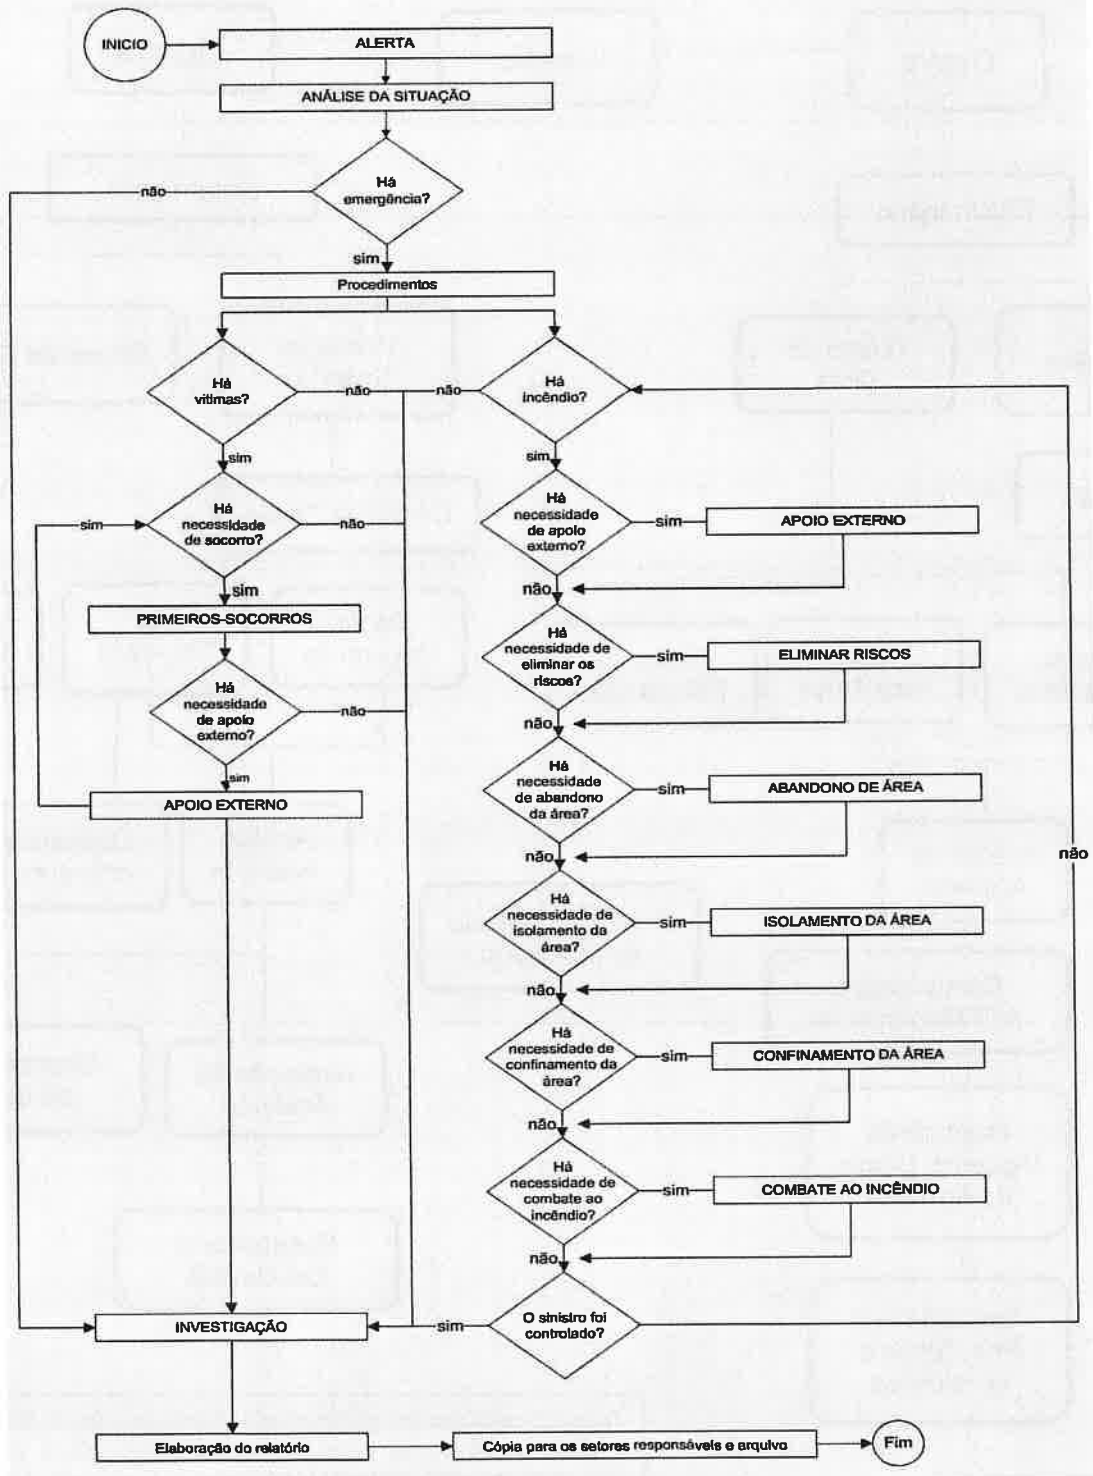 INICIO
ALERTA
ANÁLISE DA SITUAÇÃO
Há
emergência?
não
sim
Procedimentos
Há
vítimas?
não
não
Há
incêndio?
sim
sim
Há
necessidade
de socorro?
sim
não
sim
PRIMEIROS-SOCORROS
Há
necessidade
de apoio
externo?
não
sim
APOIO EXTERNO
Há
necessidade
de apoio
externo?
sim
APOIO EXTERNO
não
Há
necessidade de
eliminar os
riscos?
sim
ELIMINAR RISCOS
não
Há
necessidade
de abandono
da área?
sim
ABANDONO DE ÁREA
não
não
Há
necessidade de
isolamento da
área?
sim
ISOLAMENTO DA ÁREA
não
Há
necessidade de
confinamento da
área?
sim
CONFINAMENTO DA ÁREA
não
Há
necessidade de
combate ao
incêndio?
sim
COMBATE AO INCÊNDIO
não
O sinistro foi
controlado?
sim
INVESTIGAÇÃO
Elaboração do relatório
Cópia para os setores responsáveis e arquivo
Fim